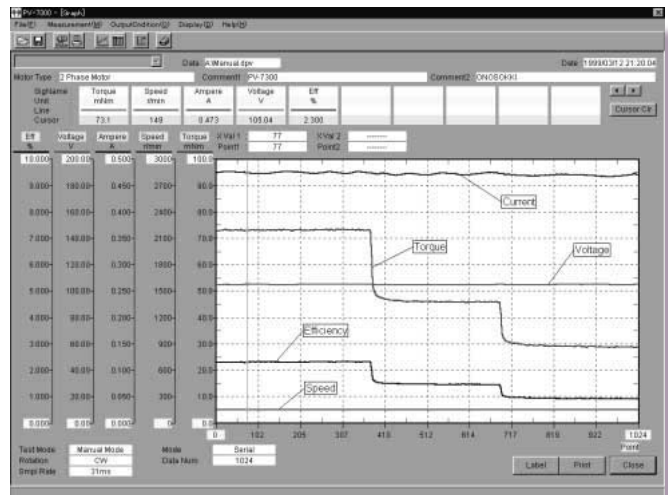 PV-7000 - [Graph]
File(F) Measurement(M) OutputCondition(O) Display(D) Help(H)
Data A:Manual.dpv Date 1999/03/12 21:20:04
Motor Type 2 Phase Motor Comment1 PV-7300 Comment2 ONOSOKKI
SigName Torque Speed Ampere Voltage Eff
Unit mNm r/min A V %
Line
Cursor 73.1 149 0.473 105.04 2.300
Cursor Clr
Eff Voltage Ampere Speed Torque X Val 1 77 X Val 2 -------
% V A r/min mNm Point1 77 Point2 -------
10.000 200.00 0.500 3000 100.0
9.000 180.00 0.450 2700 90.0
8.000 160.00 0.400 2400 80.0
Current
7.000 140.00 0.350 2100 70.0
Torque
Voltage
6.000 120.00 0.300 1800 60.0
5.000 100.00 0.250 1500 50.0
4.000 80.00 0.200 1200 40.0
Efficiency
3.000 60.00 0.150 900 30.0
2.000 40.00 0.100 600 20.0
Speed
1.000 20.00 0.050 300 10.0
0.000 0.00 0.000 0 0.0
0 102 205 307 410 512 614 717 819 922 1024
Point
Test Mode Manual Mode Mode Serial
Rotation CW Data Num 1024
Smpl Rate 31ms
Label Print Close